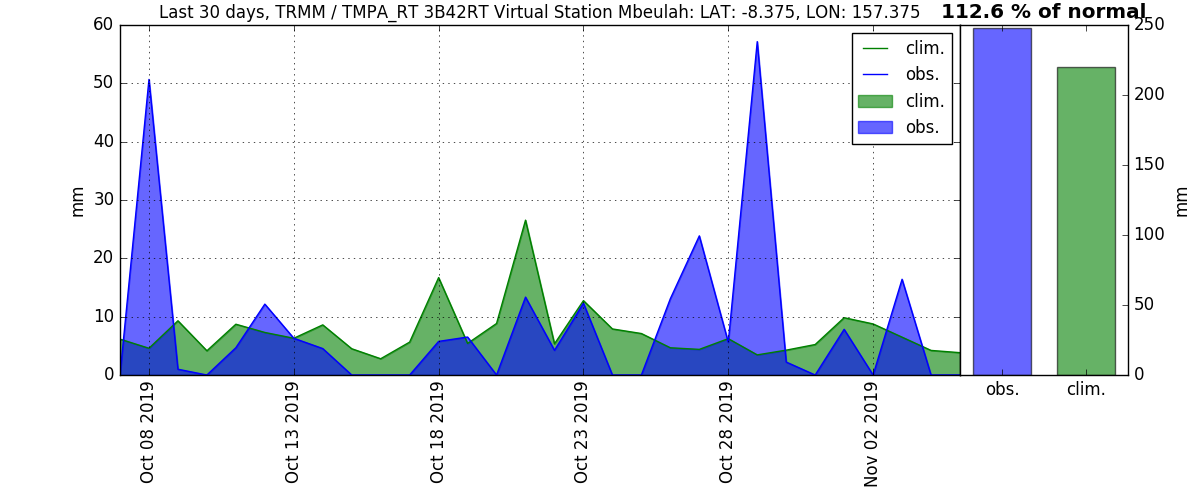 Last 30 days, TRMM / TMPA_RT 3B42RT Virtual Station Mbeulah: LAT: -8.375, LON: 157.375
112.6 % of normal
60
50
40
30
20
10
0
mm
clim.
obs.
clim.
obs.
Oct 08 2019
Oct 13 2019
Oct 18 2019
Oct 23 2019
Oct 28 2019
Nov 02 2019
250
200
150
100
50
0
mm
obs.
clim.